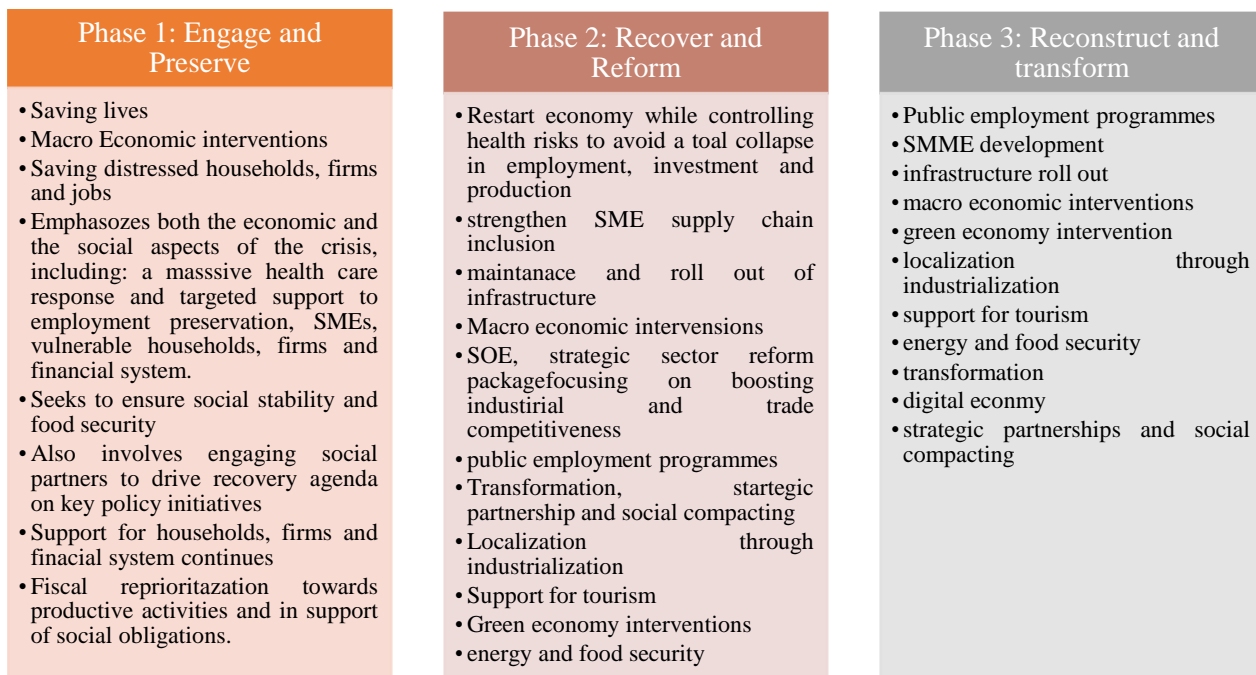 Phase 1: Engage and
Preserve
• Saving lives
• Macro Economic interventions
• Saving distressed households, firms
and jobs
• Emphasozes both the economic and
the social aspects of the crisis,
including: a masssive health care
response and targeted support to
employment preservation, SMEs,
vulnerable households, firms and
financial system.
• Seeks to ensure social stability and
food security
• Also involves engaging social
partners to drive recovery agenda
on key policy initiatives
• Support for households, firms and
finacial system continues
• Fiscal reprioritazation towards
productive activities and in support
of social obligations.
Phase 2: Recover and
Reform
• Restart economy while controlling
health risks to avoid a toal collapse
in employment, investment and
production
• strengthen SME supply chain
inclusion
• maintanace and roll out of
infrastructure
• Macro economic intervensions
• SOE, strategic sector reform
packagefocusing on boosting
industirial and trade
competitiveness
• public employment programmes
• Transformation, startegic
partnership and social compacting
• Localization through
industrialization
• Support for tourism
• Green economy interventions
• energy and food security
Phase 3: Reconstruct and
transform
• Public employment programmes
• SMME development
• infrastructure roll out
• macro economic interventions
• green economy intervention
• localization through
industrialization
• support for tourism
• energy and food security
• transformation
• digital econmy
• strategic partnerships and social
compacting